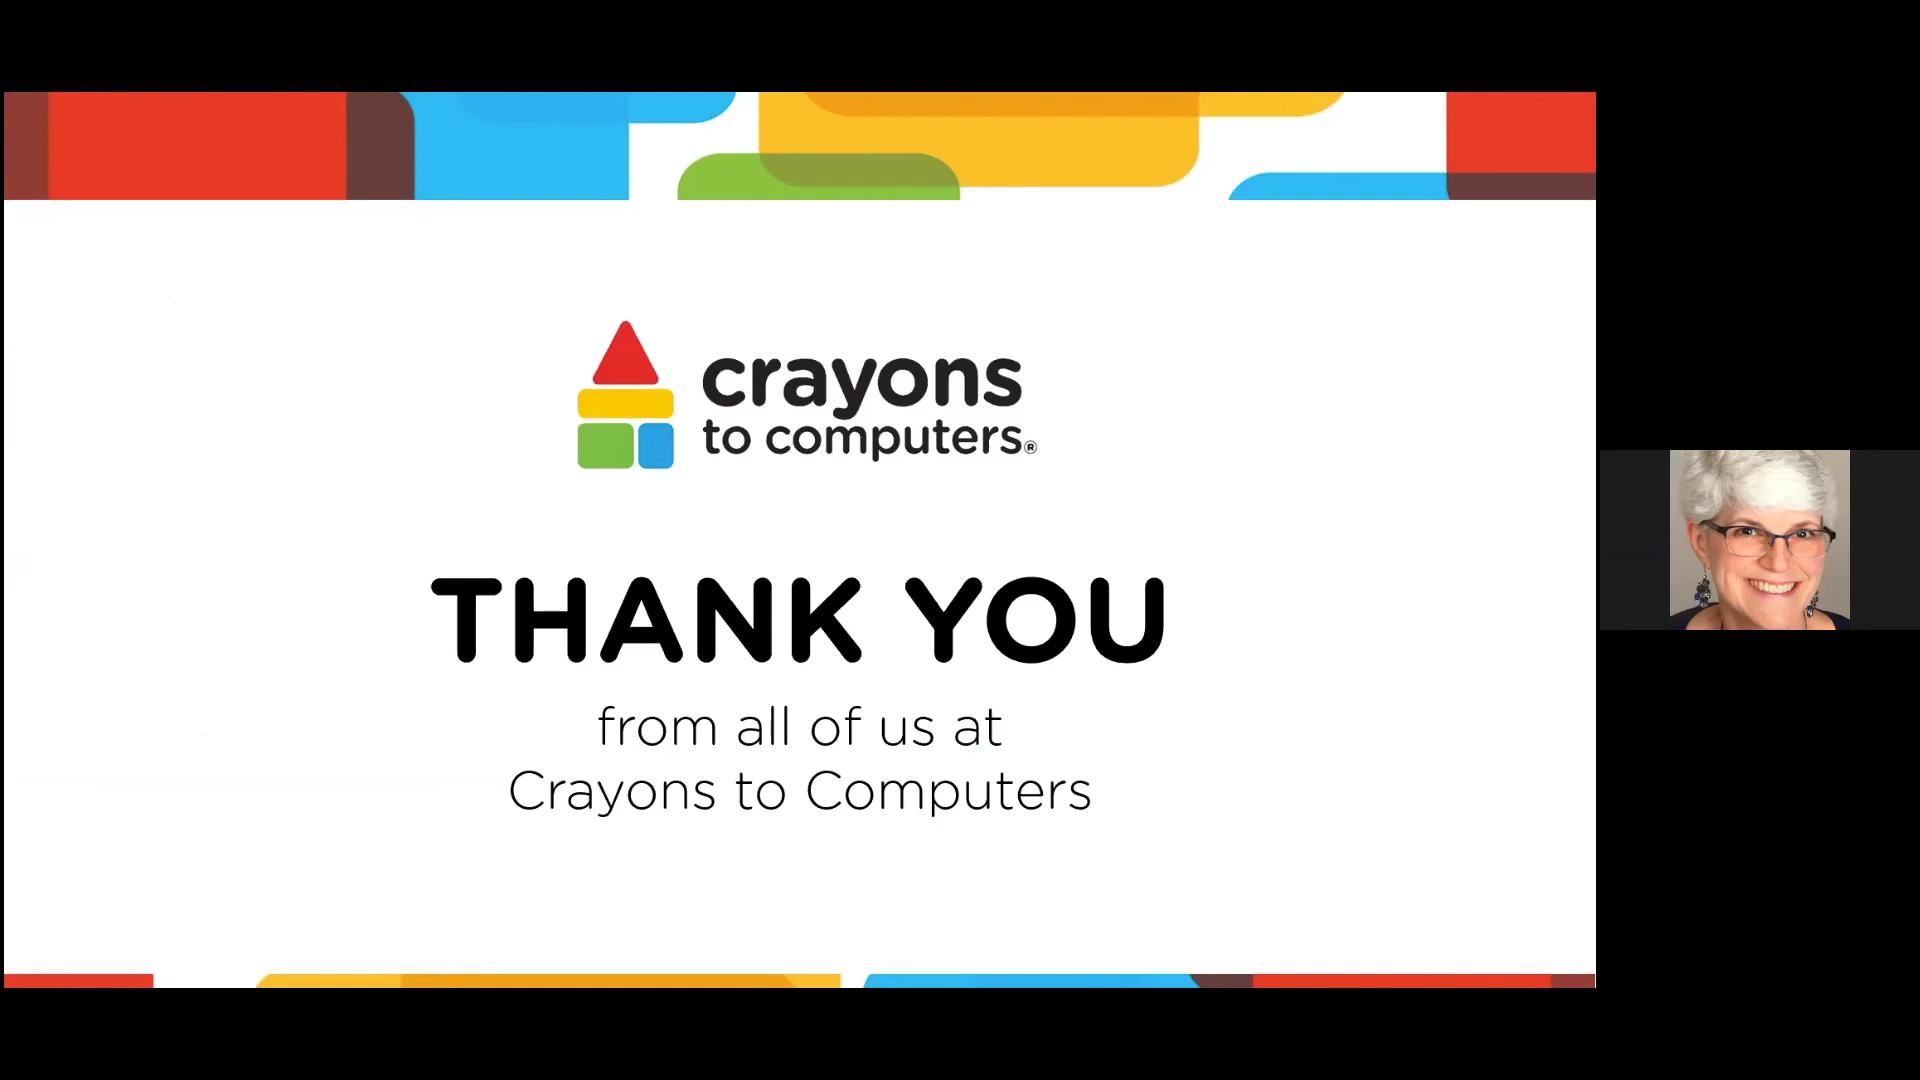 crayons
to computers®
THANK YOU
from all of us at
Crayons to Computers